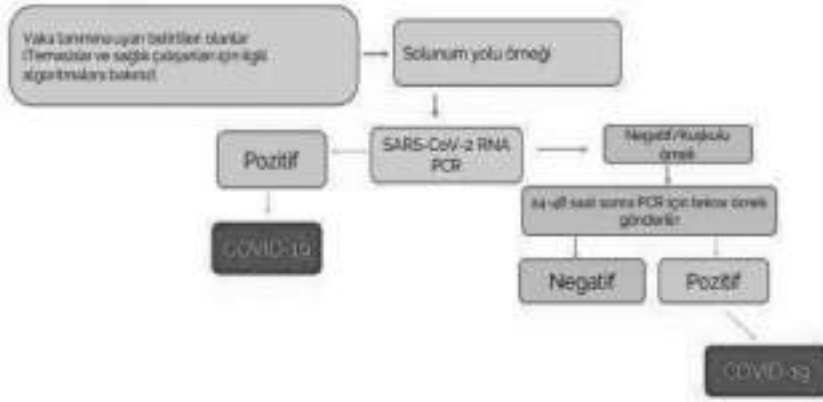 Vaka tanımına uyan belirtileri olanlar
(Temaslılar ve sağlık çalışanları için ilgili
algoritmalara bakınız)
Solunum yolu örneği
SARS-CoV-2 RNA
PCR
Pozitif
Negatif/Kuşkulu
örnek
COVID-19
24-48 saat sonra PCR için tekrar örnek
gönderilir
Negatif
Pozitif
COVID-19